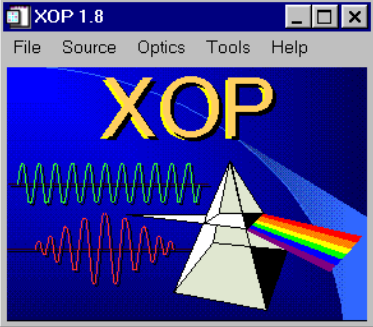 XOP 1.8
File Source Optics Tools Help
XOP